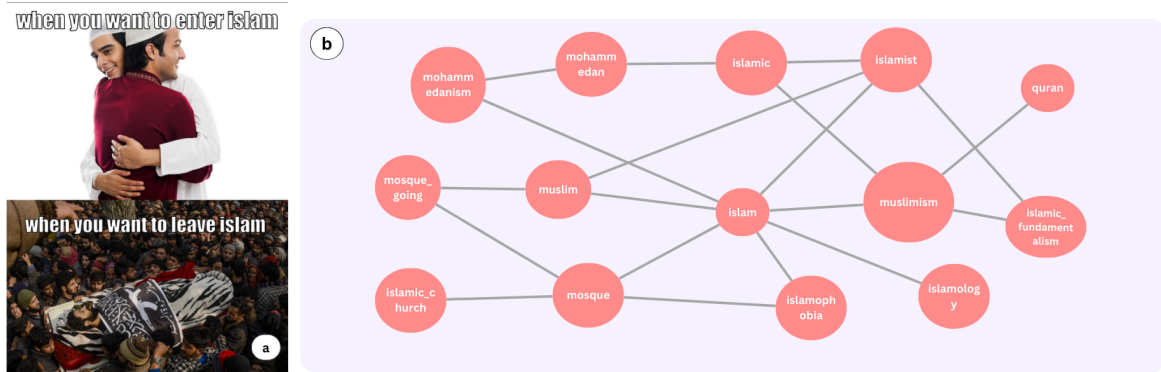 when you want to enter islam
when you want to leave islam
a
b
mohamm
edanism
mohamm
edan
islamic
islamist
quran
mosque_
going
muslim
islam
muslimism
islamic_
fundament
alism
islamic_c
hurch
mosque
islamoph
obia
islamolog
y